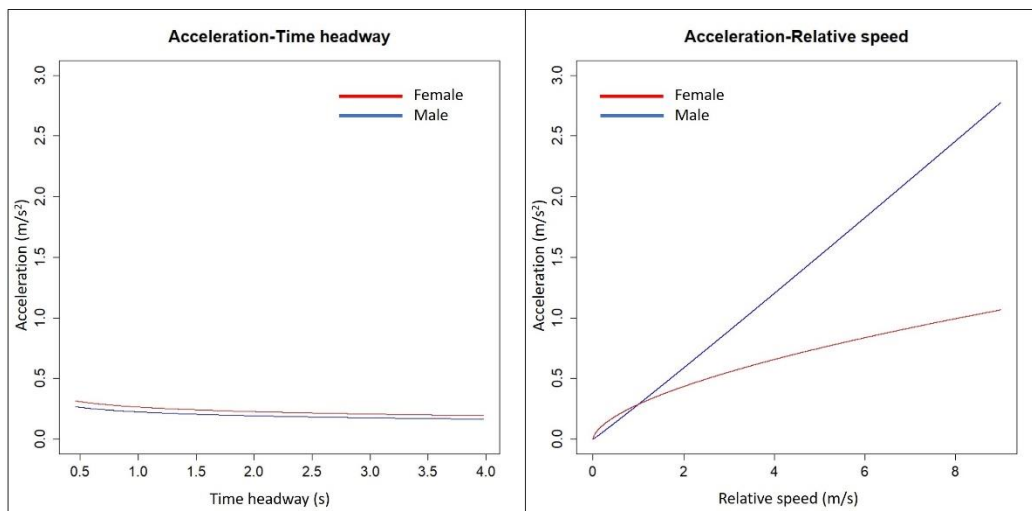 Acceleration-Time headway
3.0
2.5
2.0
1.5
1.0
0.5
0.0
Acceleration (m/s²)
Female
Male
0.5 1.0 1.5 2.0 2.5 3.0 3.5 4.0
Time headway (s)
Acceleration-Relative speed
3.0
2.5
2.0
1.5
1.0
0.5
0.0
Acceleration (m/s²)
Female
Male
0 2 4 6 8
Relative speed (m/s)